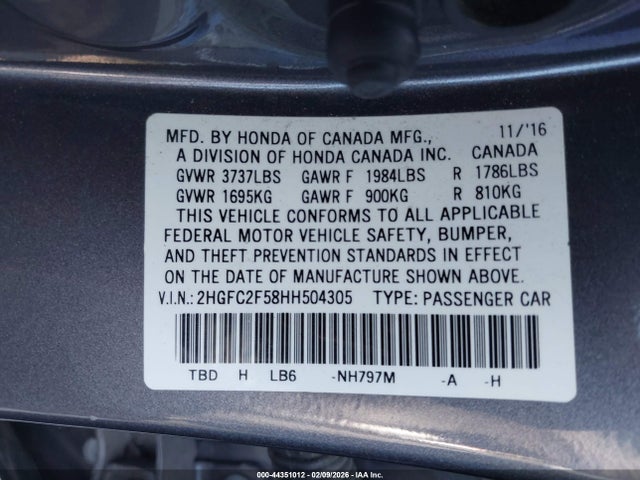 MFD. BY HONDA OF CANADA MFG., 11/'16
A DIVISION OF HONDA CANADA INC. CANADA
GVWR 3737LBS GAWR F 1984LBS R 1786LBS
GVWR 1695KG GAWR F 900KG R 810KG
THIS VEHICLE CONFORMS TO ALL APPLICABLE
FEDERAL MOTOR VEHICLE SAFETY, BUMPER,
AND THEFT PREVENTION STANDARDS IN EFFECT
ON THE DATE OF MANUFACTURE SHOWN ABOVE.
V.I.N.: 2HGFC2F58HH504305 TYPE: PASSENGER CAR
TBD H LB6 -NH797M -A -H
000-44351012 - 02/09/2026 - IAA Inc.